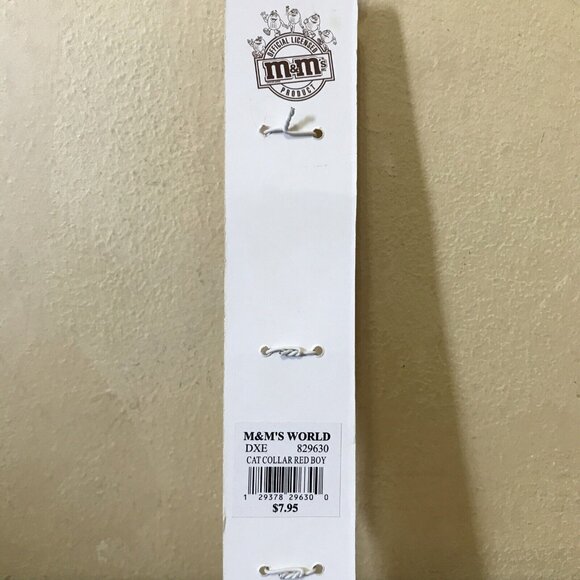 OFFICIAL LICENSED
m&m's
PRODUCT
M&M'S WORLD
DXE 829630
CAT COLLAR RED BOY
1 29378 29630 0
$7.95